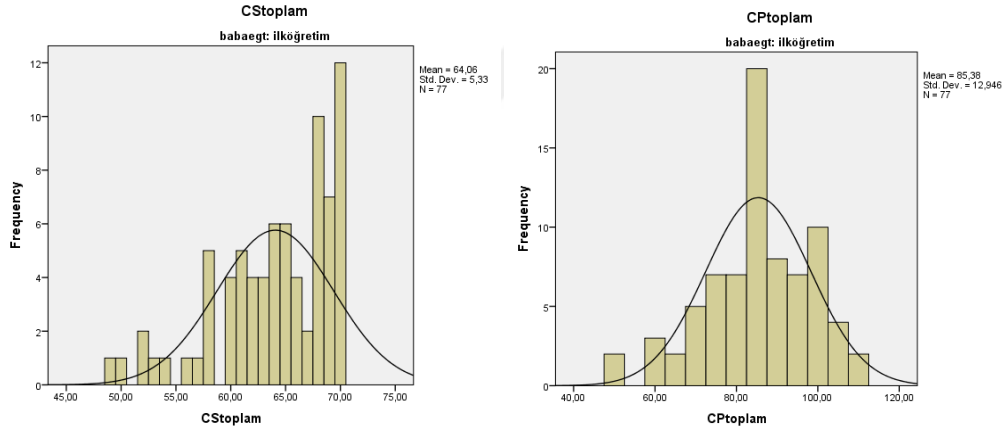 CStoplam
babaegt: ilköğretim
Mean = 64,06
Std. Dev. = 5,33
N = 77
Frequency
12
10
8
6
4
2
0
45,00 50,00 55,00 60,00 65,00 70,00 75,00
CStoplam
CPtoplam
babaegt: ilköğretim
Mean = 85,38
Std. Dev. = 12,946
N = 77
Frequency
20
15
10
5
0
40,00 60,00 80,00 100,00 120,00
CPtoplam